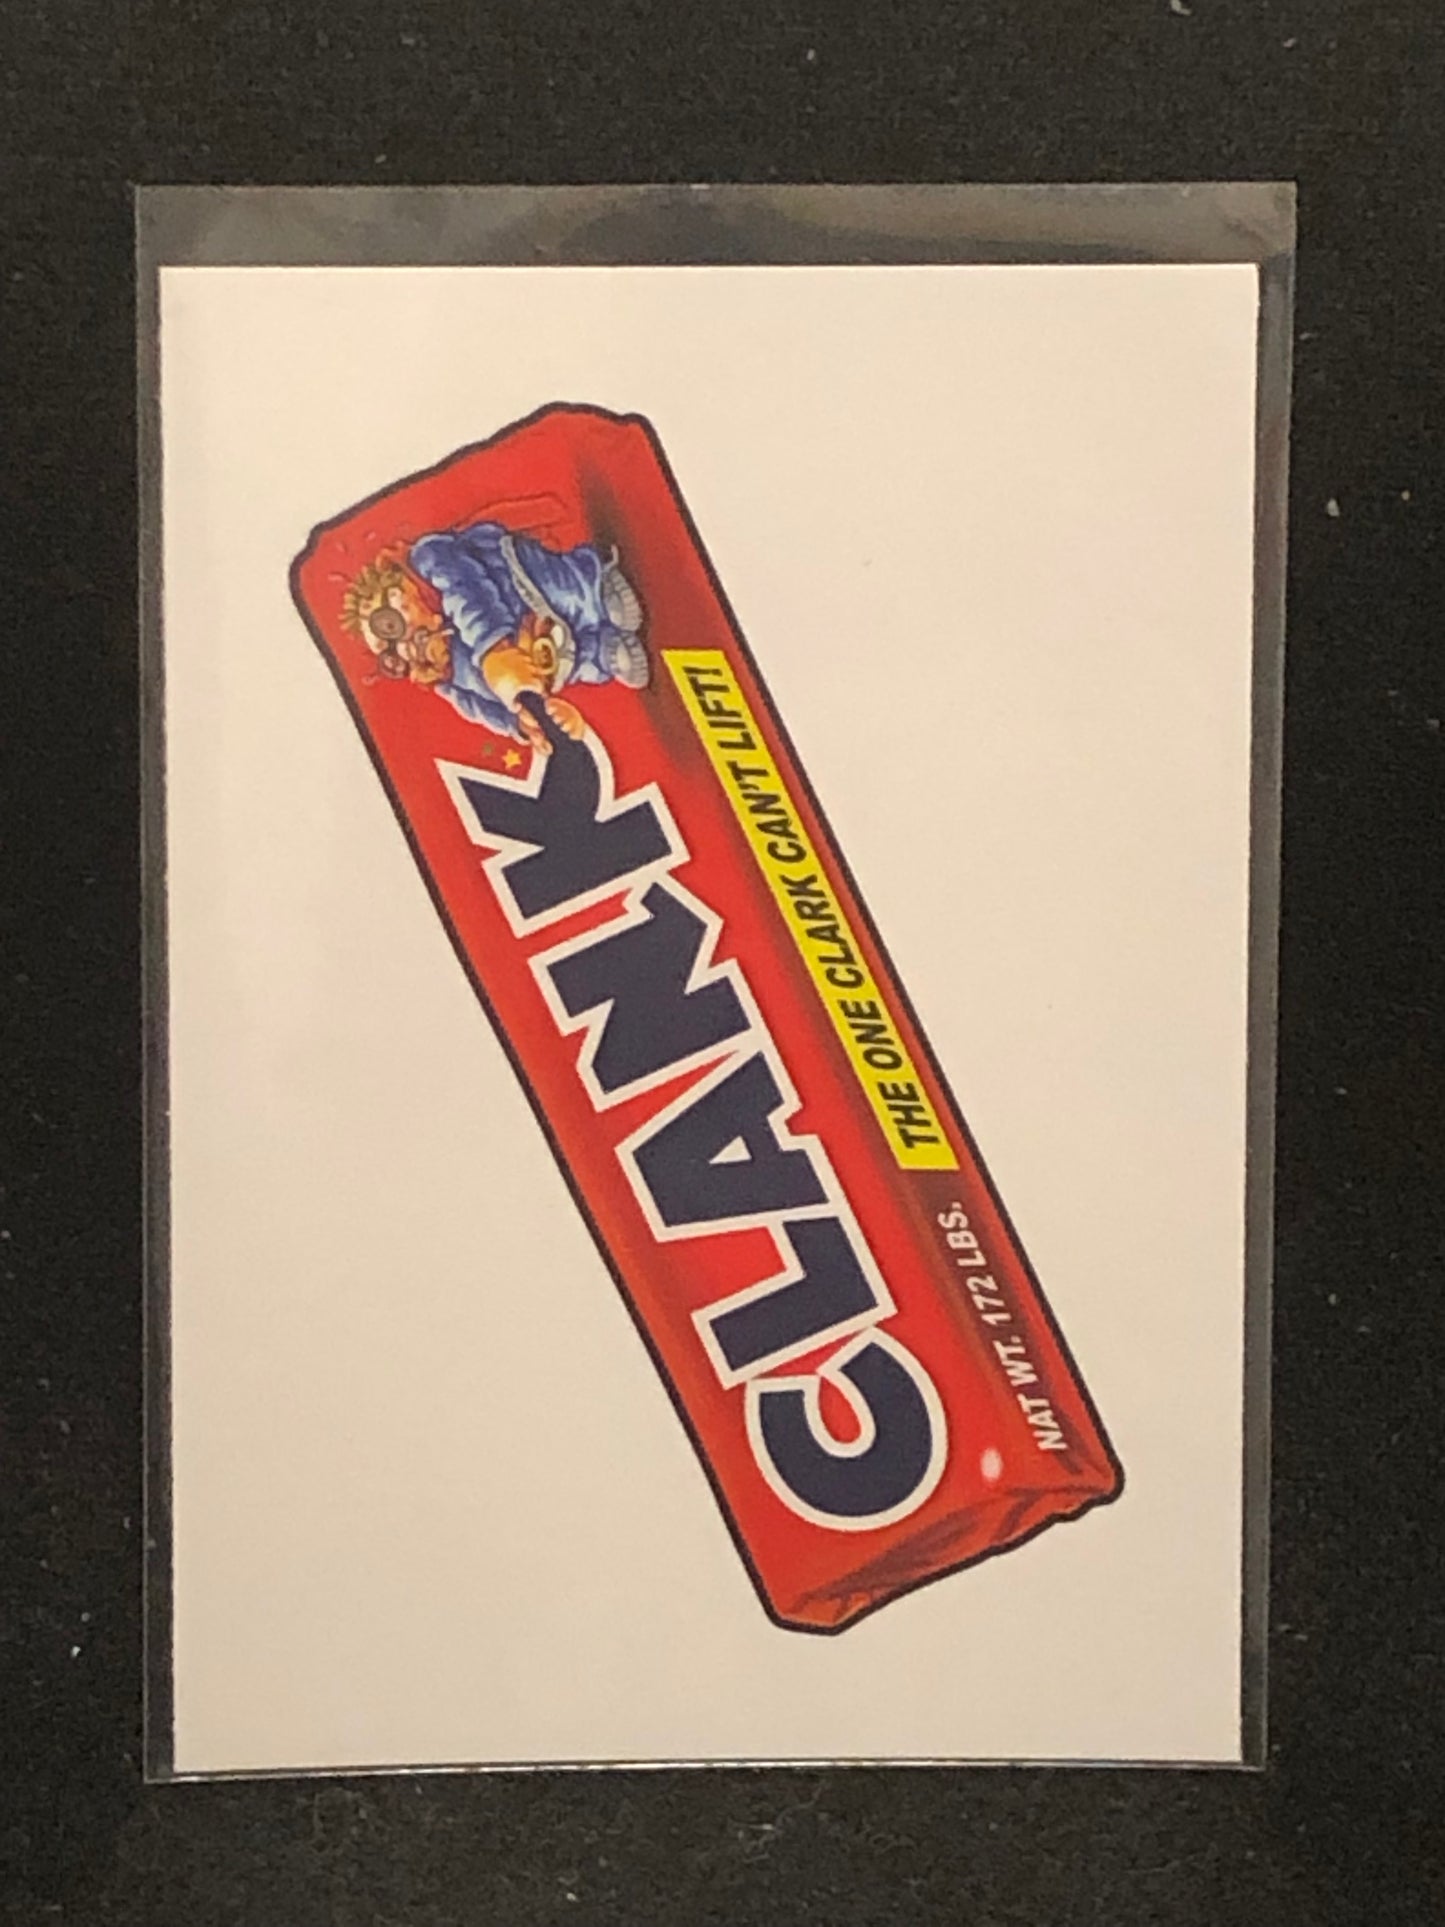 CLANK
THE ONE CLARK CAN'T LIFT!
NAT WT. 172 LBS.